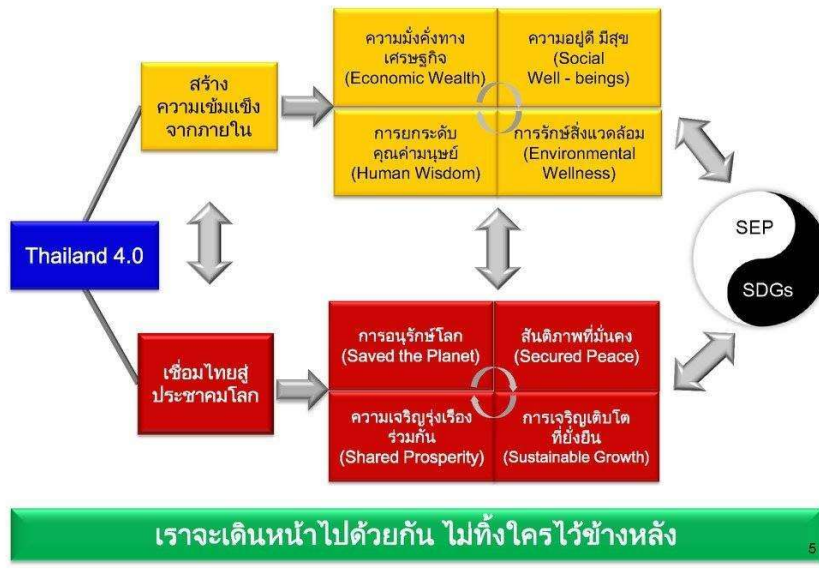 ความมั่งคั่งทาง
เศรษฐกิจ
(Economic Wealth)
ความอยู่ดี มีสุข
(Social
Well - beings)
สร้าง
ความเข้มแข็ง
จากภายใน
การยกระดับ
คุณค่ามนุษย์
(Human Wisdom)
การรักษ์สิ่งแวดล้อม
(Environmental
Wellness)
Thailand 4.0
SEP
SDGs
เชื่อมไทยสู่
ประชาคมโลก
การอนุรักษ์โลก
(Saved the Planet)
สันติภาพที่มั่นคง
(Secured Peace)
ความเจริญรุ่งเรือง
ร่วมกัน
(Shared Prosperity)
การเจริญเติบโต
ที่ยั่งยืน
(Sustainable Growth)
เราจะเดินหน้าไปด้วยกัน ไม่ทิ้งใครไว้ข้างหลัง
5